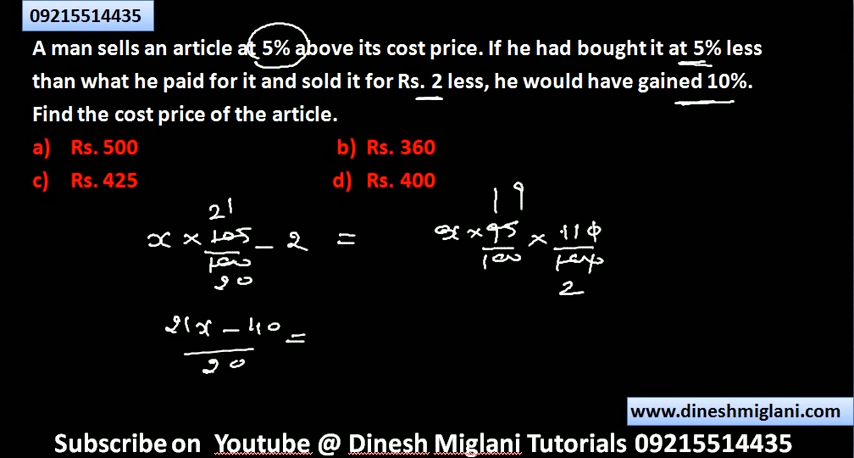 09215514435
A man sells an article at 5% above its cost price. If he had bought it at 5% less
than what he paid for it and sold it for Rs. 2 less, he would have gained 10%.
Find the cost price of the article.
a) Rs. 500
b) Rs. 360
c) Rs. 425
d) Rs. 400
21
19
x × 105/100 - 2 = x × 95/100 × 110/100
20
2
21x - 40 / 20 =
www.dineshmiglani.com
Subscribe on Youtube @ Dinesh Miglani Tutorials 09215514435